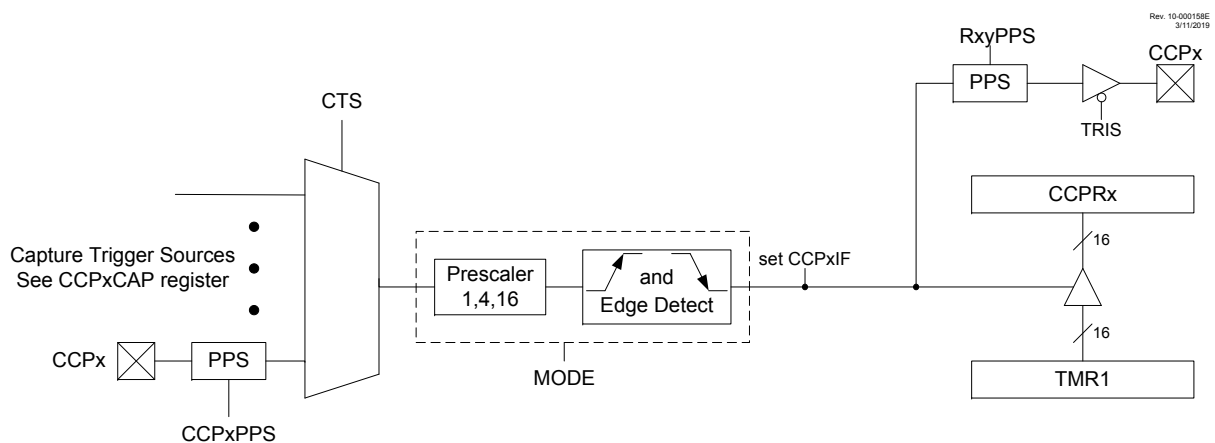 Rev. 10-000158E
3/11/2019
RxyPPS
CCPx
PPS
TRIS
CTS
CCPRx
16
Capture Trigger Sources
See CCPxCAP register
Prescaler
1,4,16
and
Edge Detect
set CCPxIF
16
CCPx
PPS
MODE
TMR1
CCPxPPS